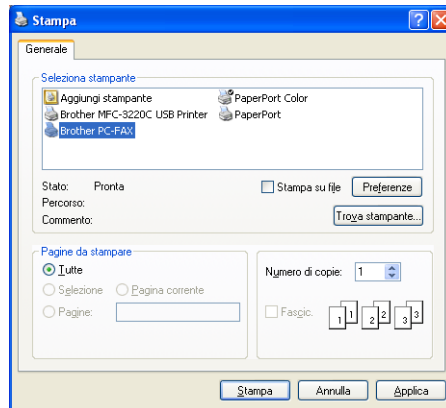 Stampa
Generale
Seleziona stampante
Aggiungi stampante
PaperPort Color
Brother MFC-3220C USB Printer
PaperPort
Brother PC-FAX
Stato: Pronta
Stampa su file
Preferenze
Percorso:
Commento:
Trova stampante...
Pagine da stampare
Tutte
Numero di copie: 1
Selezione
Pagina corrente
Pagine:
Fascic.
1 1 2 2 3 3
Stampa
Annulla
Applica